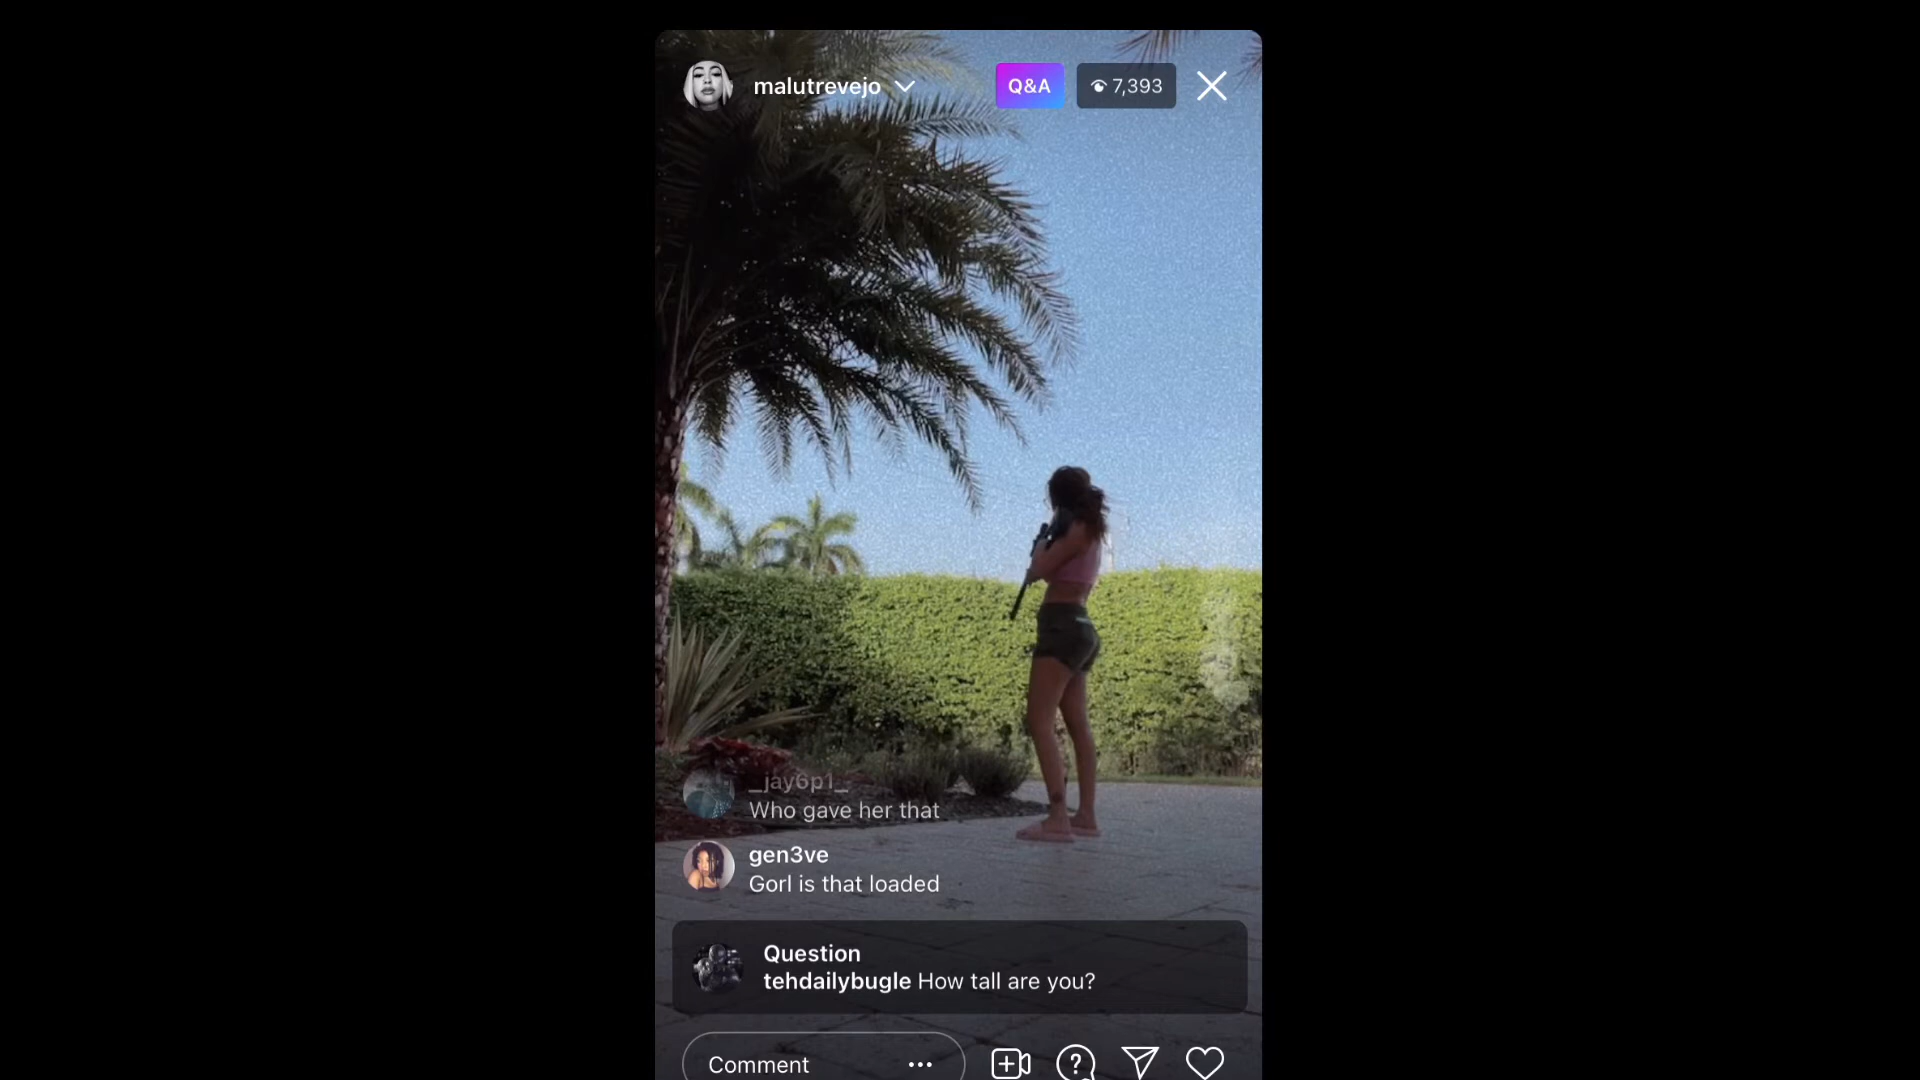 malutrevejo
Q&A
7,393
_jay6p1_
Who gave her that
gen3ve
Gorl is that loaded
Question
tehdailybugle How tall are you?
Comment